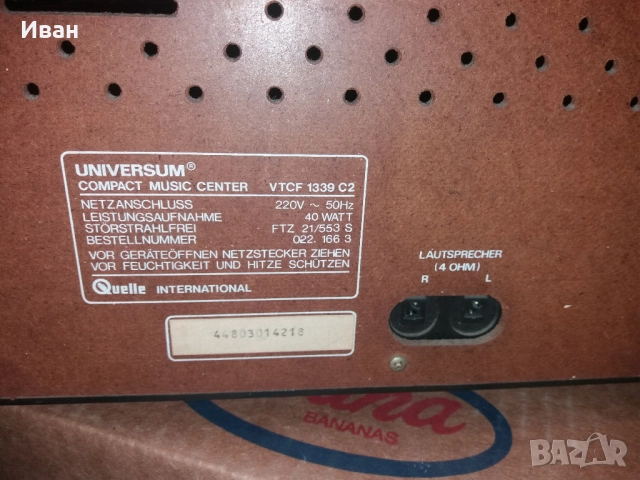 Иван
UNIVERSUM®
COMPACT MUSIC CENTER VTCF 1339 C2
NETZANSCHLUSS 220V ~ 50Hz
LEISTUNGSAUFNAHME 40 WATT
STÖRSTRAHLFREI FTZ 21/553 S
BESTELLNUMMER 022. 166 3
VOR GERÄTEÖFFNEN NETZSTECKER ZIEHEN
VOR FEUCHTIGKEIT UND HITZE SCHÜTZEN
Quelle INTERNATIONAL
LAUTSPRECHER
(4 OHM)
R L
44803014218
BANANAS
BAZAR